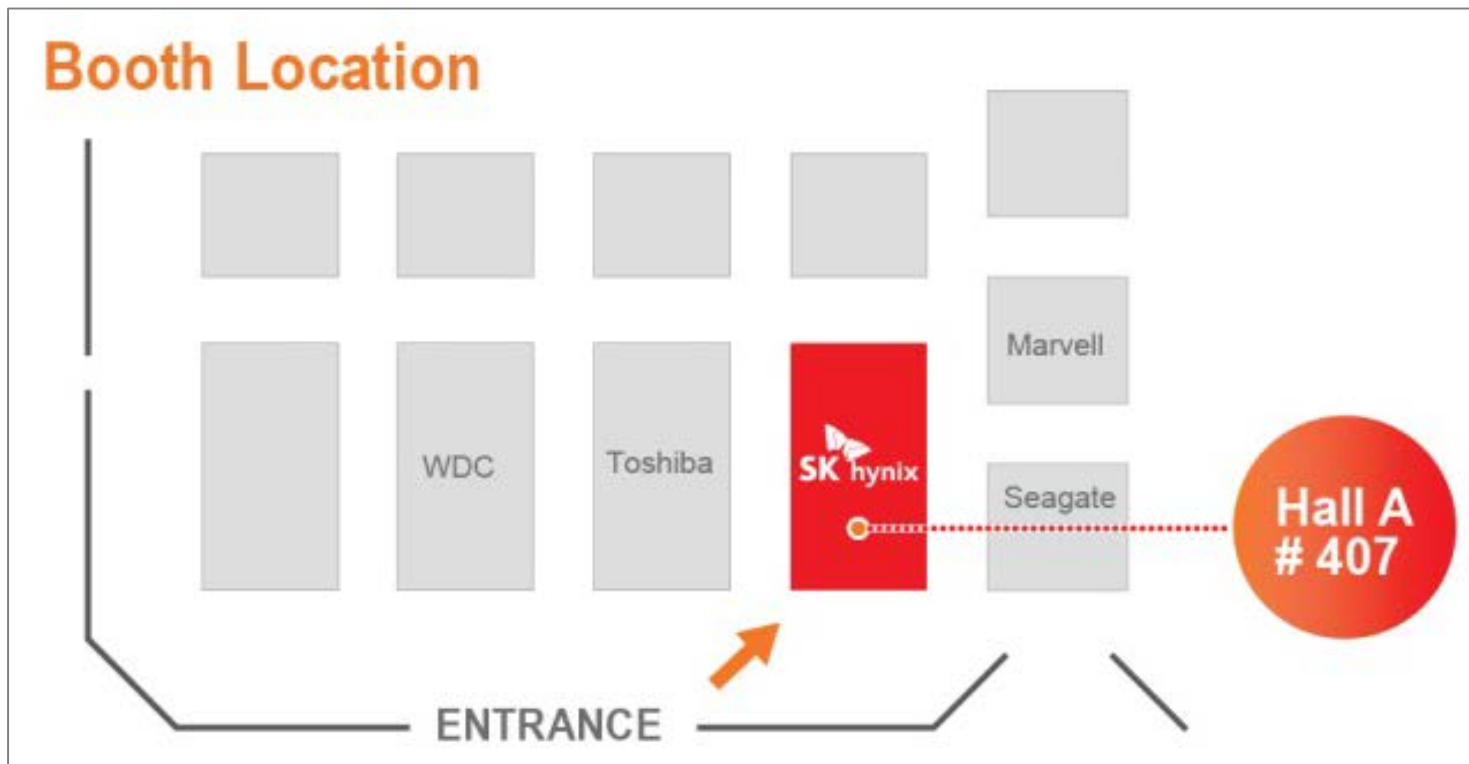 Booth Location
Marvell
WDC
Toshiba
SK hynix
Seagate
Hall A
# 407
ENTRANCE